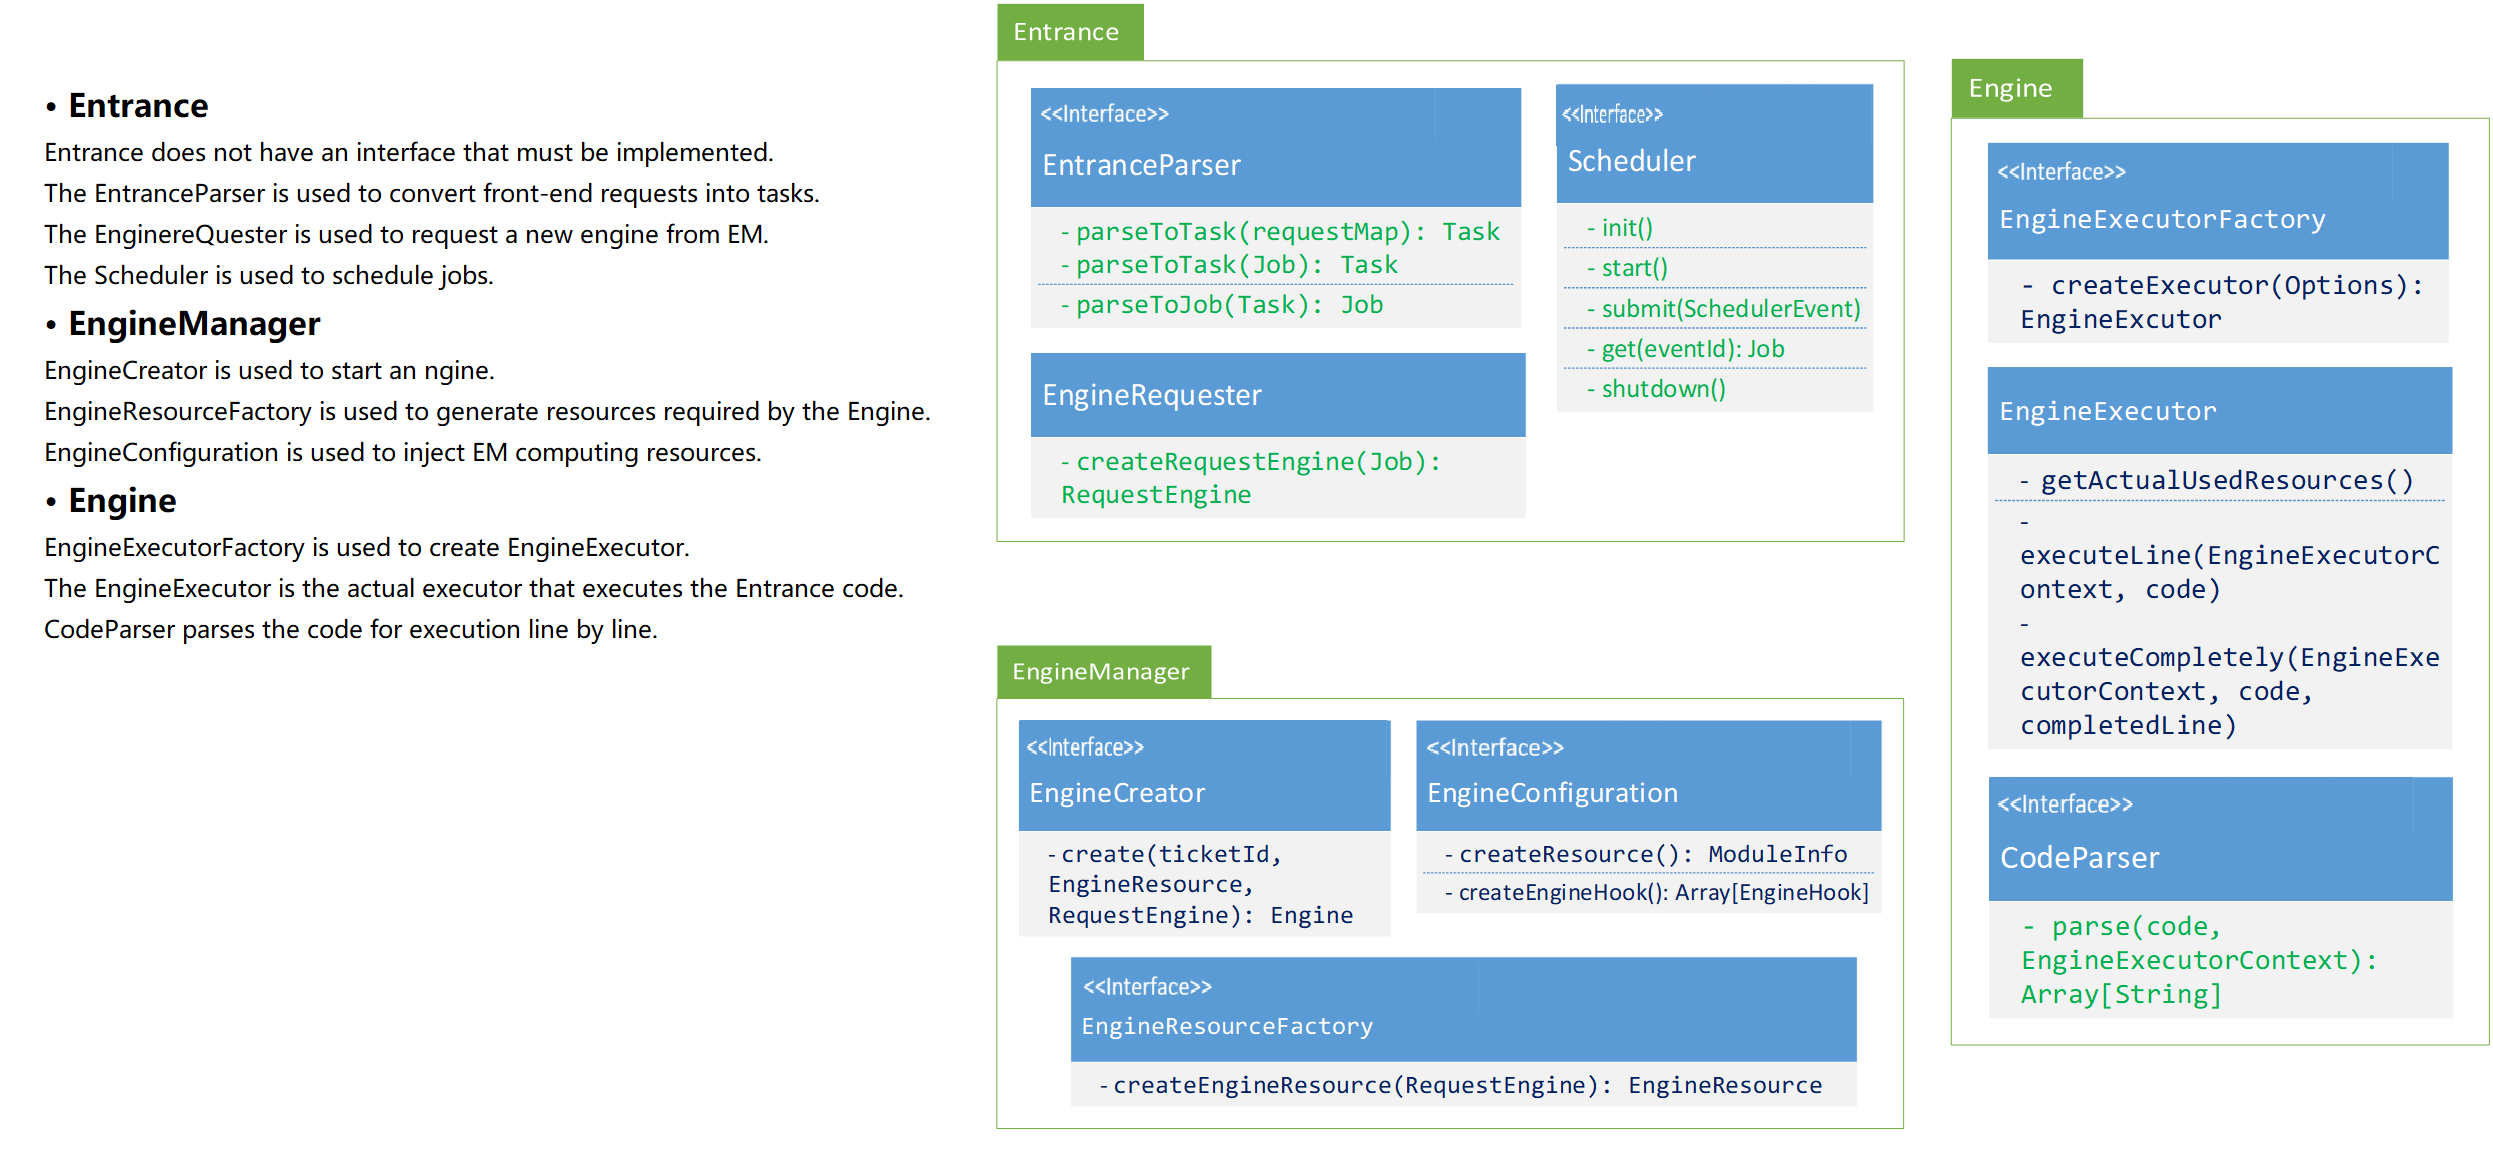 • Entrance
Entrance does not have an interface that must be implemented.
The EntranceParser is used to convert front-end requests into tasks.
The EnginereQuester is used to request a new engine from EM.
The Scheduler is used to schedule jobs.
• EngineManager
EngineCreator is used to start an ngine.
EngineResourceFactory is used to generate resources required by the Engine.
EngineConfiguration is used to inject EM computing resources.
• Engine
EngineExecutorFactory is used to create EngineExecutor.
The EngineExecutor is the actual executor that executes the Entrance code.
CodeParser parses the code for execution line by line.
Entrance
<<Interface>>
EntranceParser
- parseToTask(requestMap): Task
- parseToTask(Job): Task
- parseToJob(Task): Job
EngineRequester
- createRequestEngine(Job):
RequestEngine
<<Interface>>
Scheduler
- init()
- start()
- submit(SchedulerEvent)
- get(eventId): Job
- shutdown()
EngineManager
<<Interface>>
EngineCreator
- create(ticketId,
EngineResource,
RequestEngine): Engine
<<Interface>>
EngineConfiguration
- createResource(): ModuleInfo
- createEngineHook(): Array[EngineHook]
<<Interface>>
EngineResourceFactory
- createEngineResource(RequestEngine): EngineResource
Engine
<<Interface>>
EngineExecutorFactory
- createExecutor(Options):
EngineExcutor
EngineExecutor
- getActualUsedResources()
-
executeLine(EngineExecutorC
ontext, code)
-
executeCompletely(EngineExe
cutorContext, code,
completedLine)
<<Interface>>
CodeParser
- parse(code,
EngineExecutorContext):
Array[String]